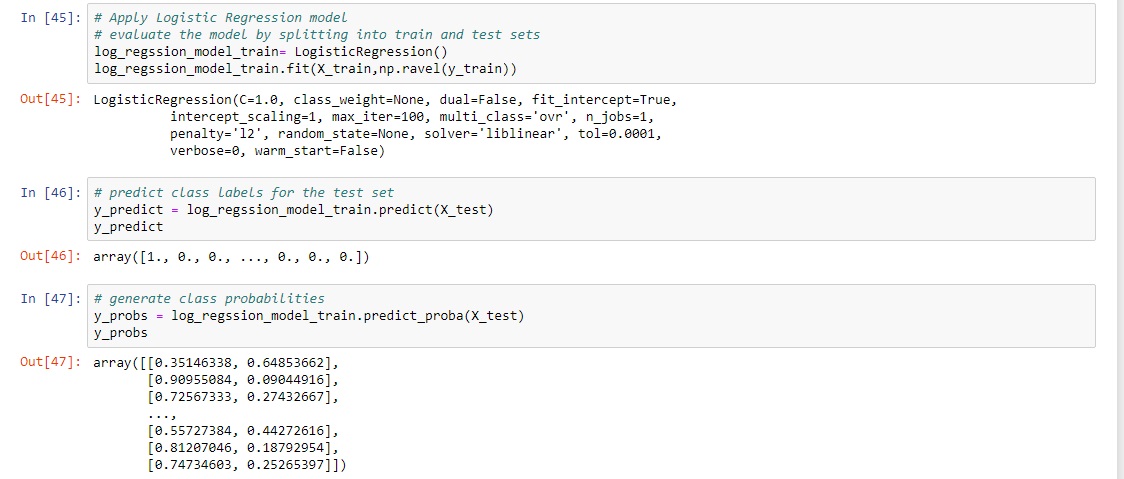 In [45]: # Apply Logistic Regression model
# evaluate the model by splitting into train and test sets
log_regssion_model_train= LogisticRegression()
log_regssion_model_train.fit(X_train,np.ravel(y_train))
Out[45]: LogisticRegression(C=1.0, class_weight=None, dual=False, fit_intercept=True,
intercept_scaling=1, max_iter=100, multi_class='ovr', n_jobs=1,
penalty='l2', random_state=None, solver='liblinear', tol=0.0001,
verbose=0, warm_start=False)
In [46]: # predict class labels for the test set
y_predict = log_regssion_model_train.predict(X_test)
y_predict
Out[46]: array([1., 0., 0., ..., 0., 0., 0.])
In [47]: # generate class probabilities
y_probs = log_regssion_model_train.predict_proba(X_test)
y_probs
Out[47]: array([[0.35146338, 0.64853662],
[0.90955084, 0.09044916],
[0.72567333, 0.27432667],
...,
[0.55727384, 0.44272616],
[0.81207046, 0.18792954],
[0.74734603, 0.25265397]])